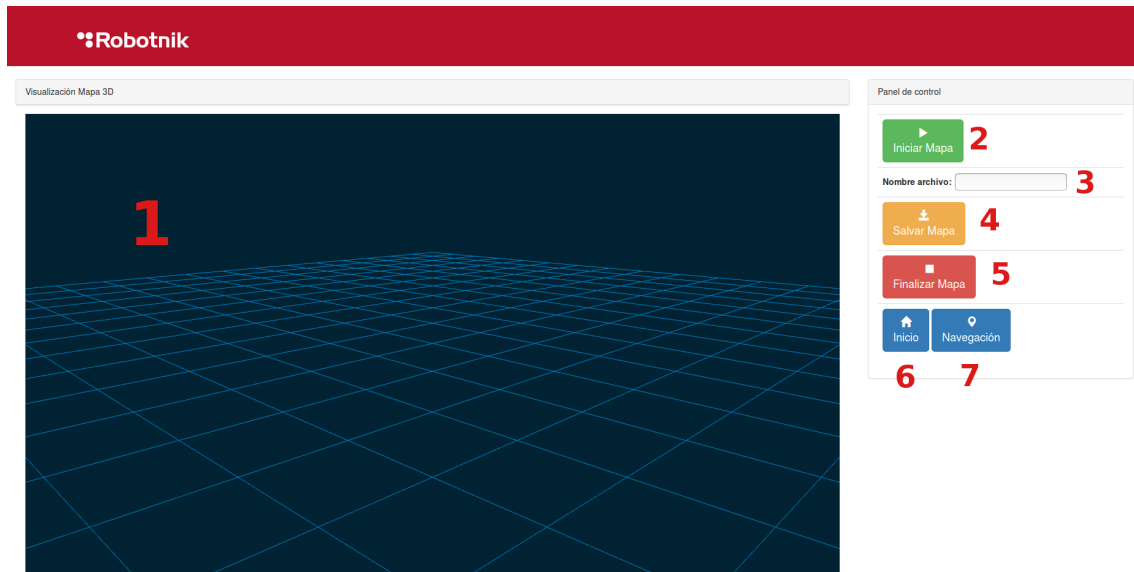 Robotnik
Visualización Mapa 3D
1
Panel de control
Iniciar Mapa 2
Nombre archivo: 3
Salvar Mapa 4
Finalizar Mapa 5
Inicio Navegación
6 7